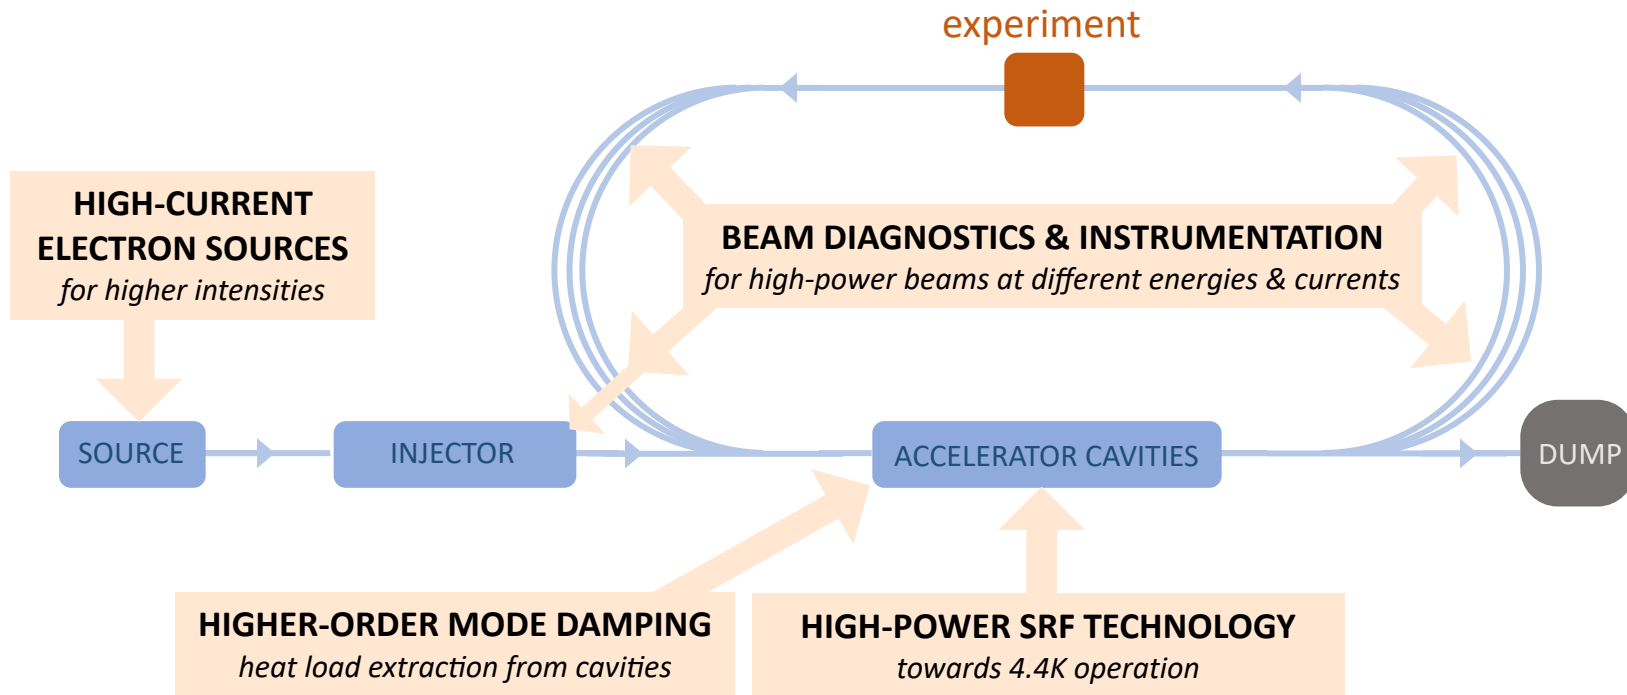 experiment
HIGH-CURRENT
ELECTRON SOURCES
for higher intensities
BEAM DIAGNOSTICS & INSTRUMENTATION
for high-power beams at different energies & currents
SOURCE
INJECTOR
ACCELERATOR CAVITIES
DUMP
HIGHER-ORDER MODE DAMPING
heat load extraction from cavities
HIGH-POWER SRF TECHNOLOGY
towards 4.4K operation